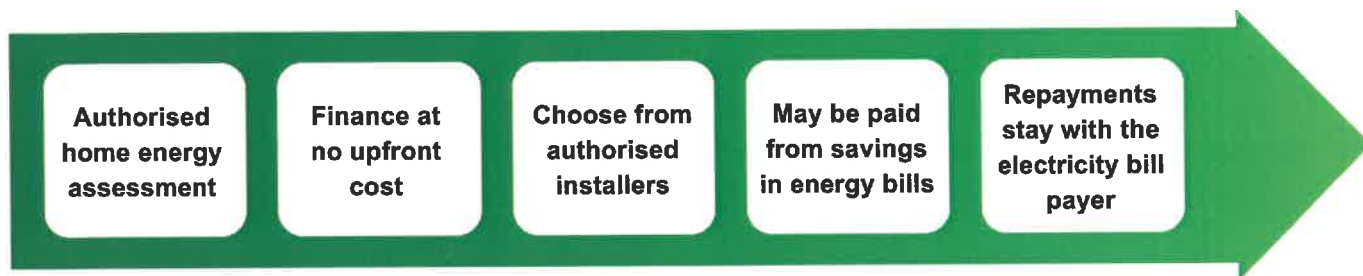 Authorised
home energy
assessment
Finance at
no upfront
cost
Choose from
authorised
installers
May be paid
from savings
in energy bills
Repayments
stay with the
electricity bill
payer